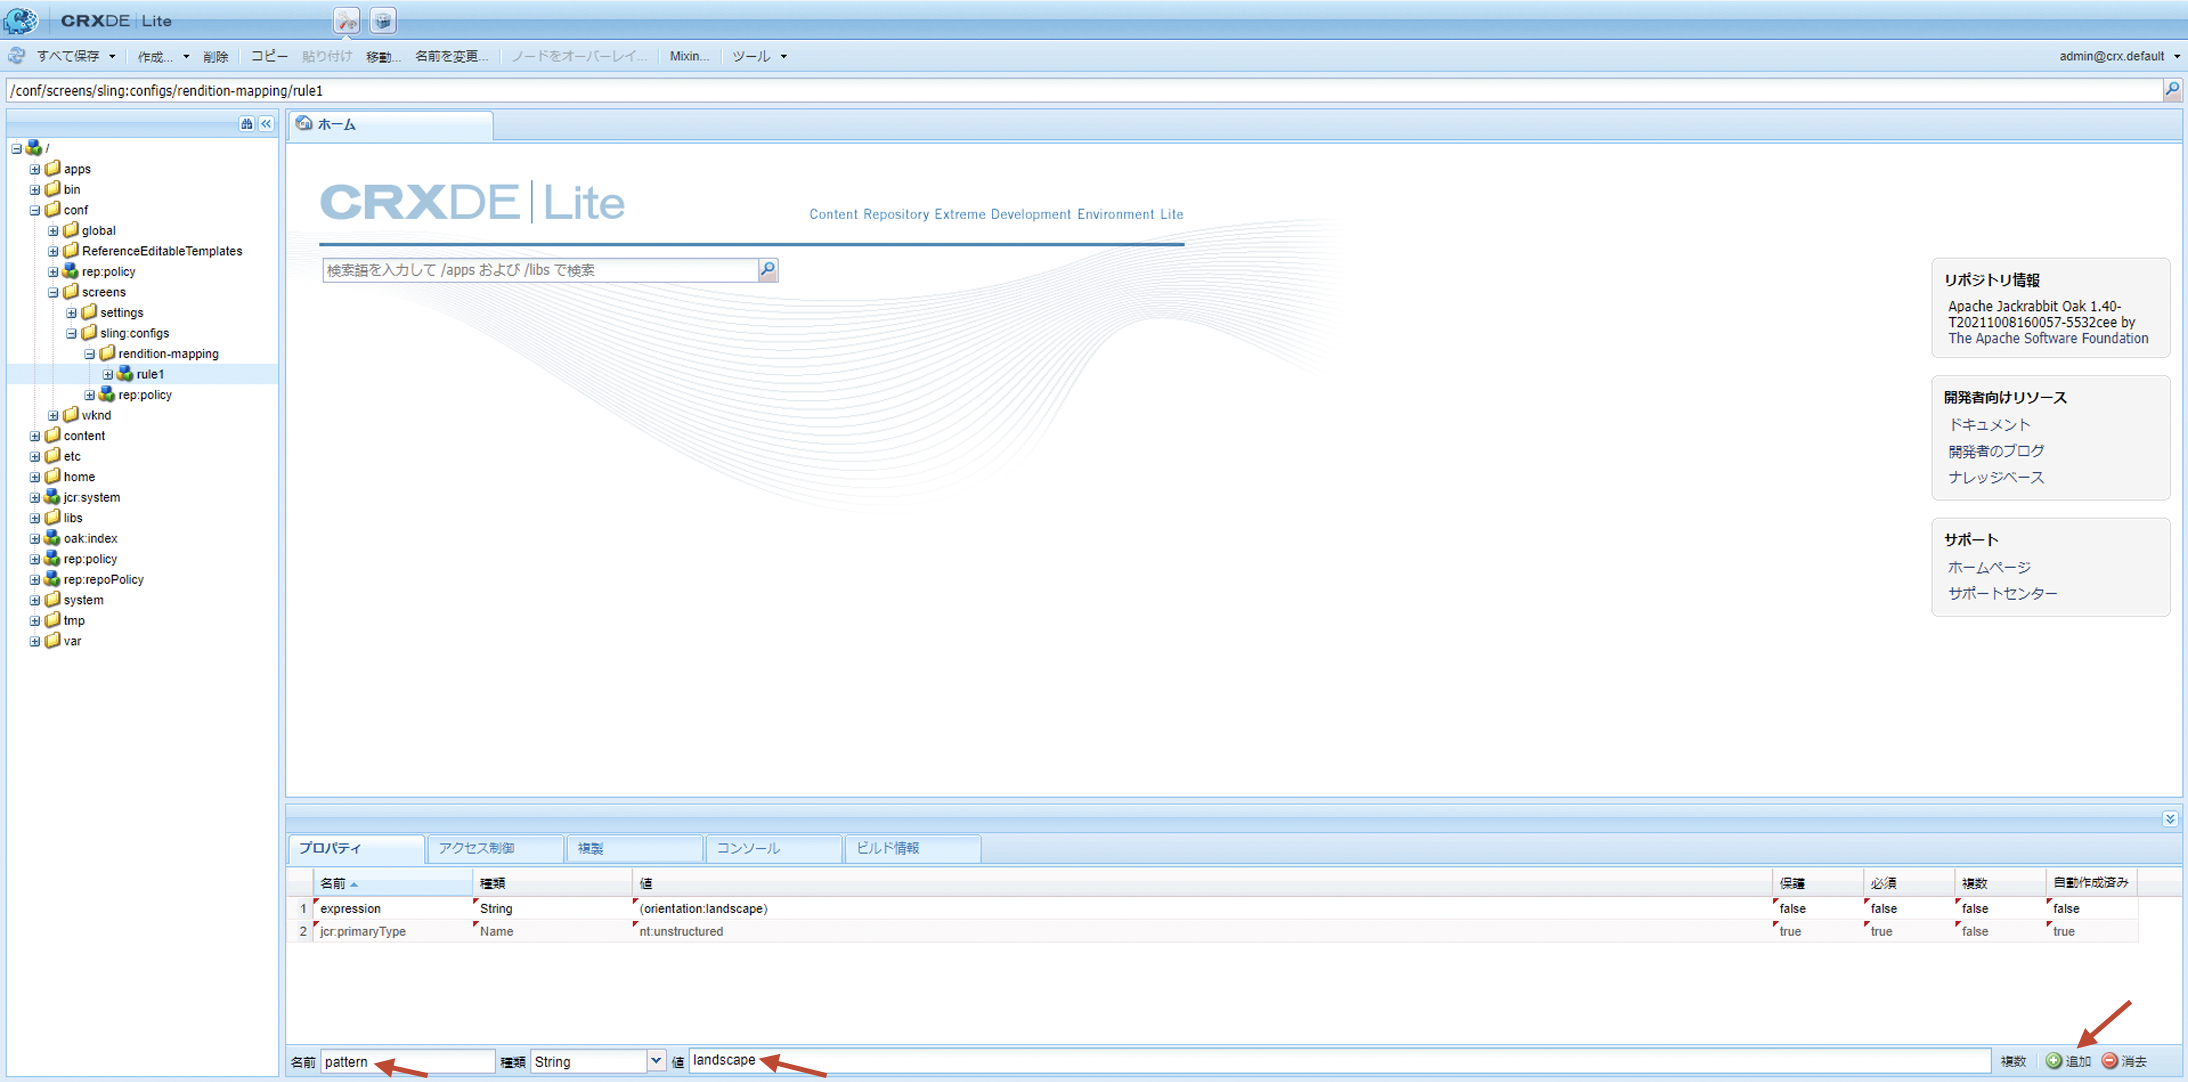 CRXDE | Lite
すべて保存 作成... 削除 コピー 貼り付け 移動... 名前を変更... ノードをオーバーレイ... Mixin... ツール admin@crx.default
/conf/screens/sling:configs/rendition-mapping/rule1
ホーム
/
apps
bin
conf
global
ReferenceEditableTemplates
rep:policy
screens
settings
sling:configs
rendition-mapping
rule1
rep:policy
wknd
content
etc
home
jcr:system
libs
oak:index
rep:policy
rep:repoPolicy
system
tmp
var
CRXDE | Lite
Content Repository Extreme Development Environment Lite
検索語を入力して /apps および /libs で検索
リポジトリ情報
Apache Jackrabbit Oak 1.40-
T20211008160057-5532cee by
The Apache Software Foundation
開発者向けリソース
ドキュメント
開発者のブログ
ナレッジベース
サポート
ホームページ
サポートセンター
プロパティ アクセス制御 複製 コンソール ビルド情報
名前 種類 値 保護 必須 複数 自動作成済み
1 expression String (orientation:landscape) false false false false
2 jcr:primaryType Name nt:unstructured true true false true
名前 pattern 種類 String 値 landscape 複数 追加 消去